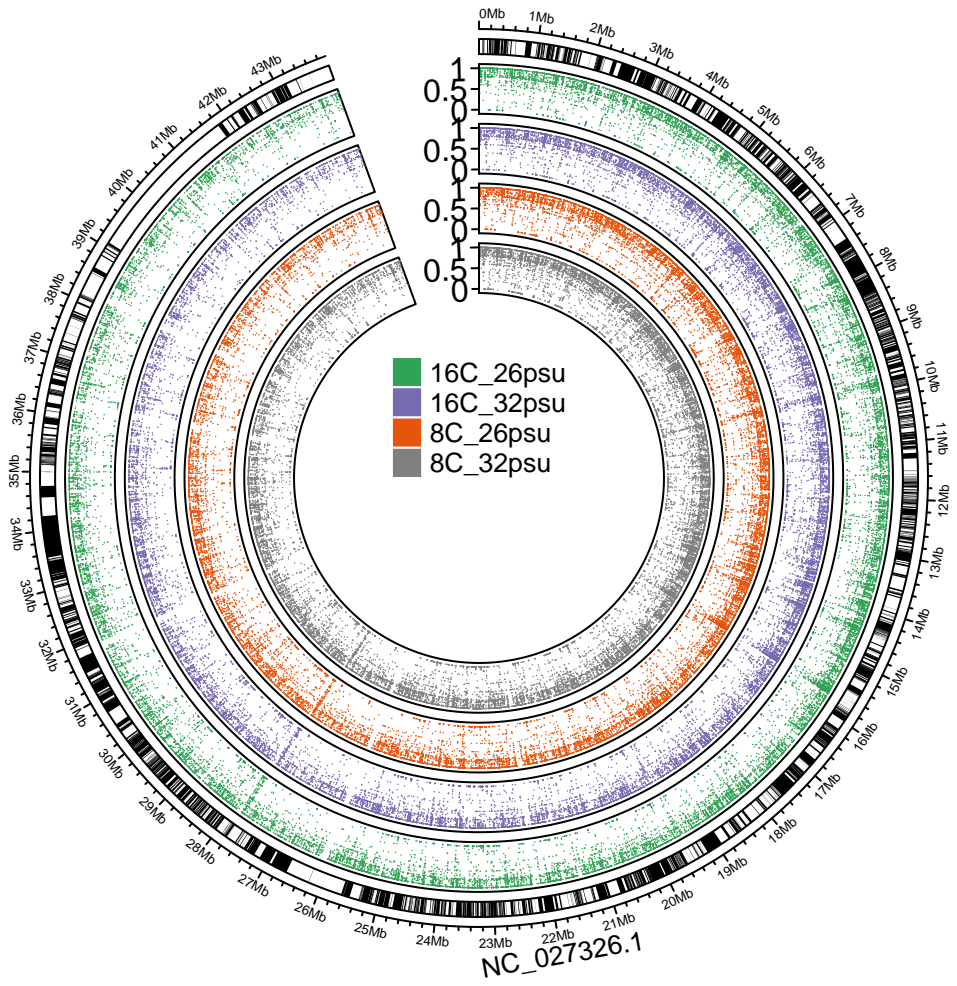 0Mb
1Mb
2Mb
3Mb
4Mb
5Mb
6Mb
7Mb
8Mb
9Mb
10Mb
11Mb
12Mb
13Mb
14Mb
15Mb
16Mb
17Mb
18Mb
19Mb
20Mb
21Mb
22Mb
23Mb
24Mb
25Mb
26Mb
27Mb
28Mb
29Mb
30Mb
31Mb
32Mb
33Mb
34Mb
35Mb
36Mb
37Mb
38Mb
39Mb
40Mb
41Mb
42Mb
43Mb
1
0.5
0
1
0.5
0
1
0.5
0
1
0.5
0
16C_26psu
16C_32psu
8C_26psu
8C_32psu
NC_027326.1